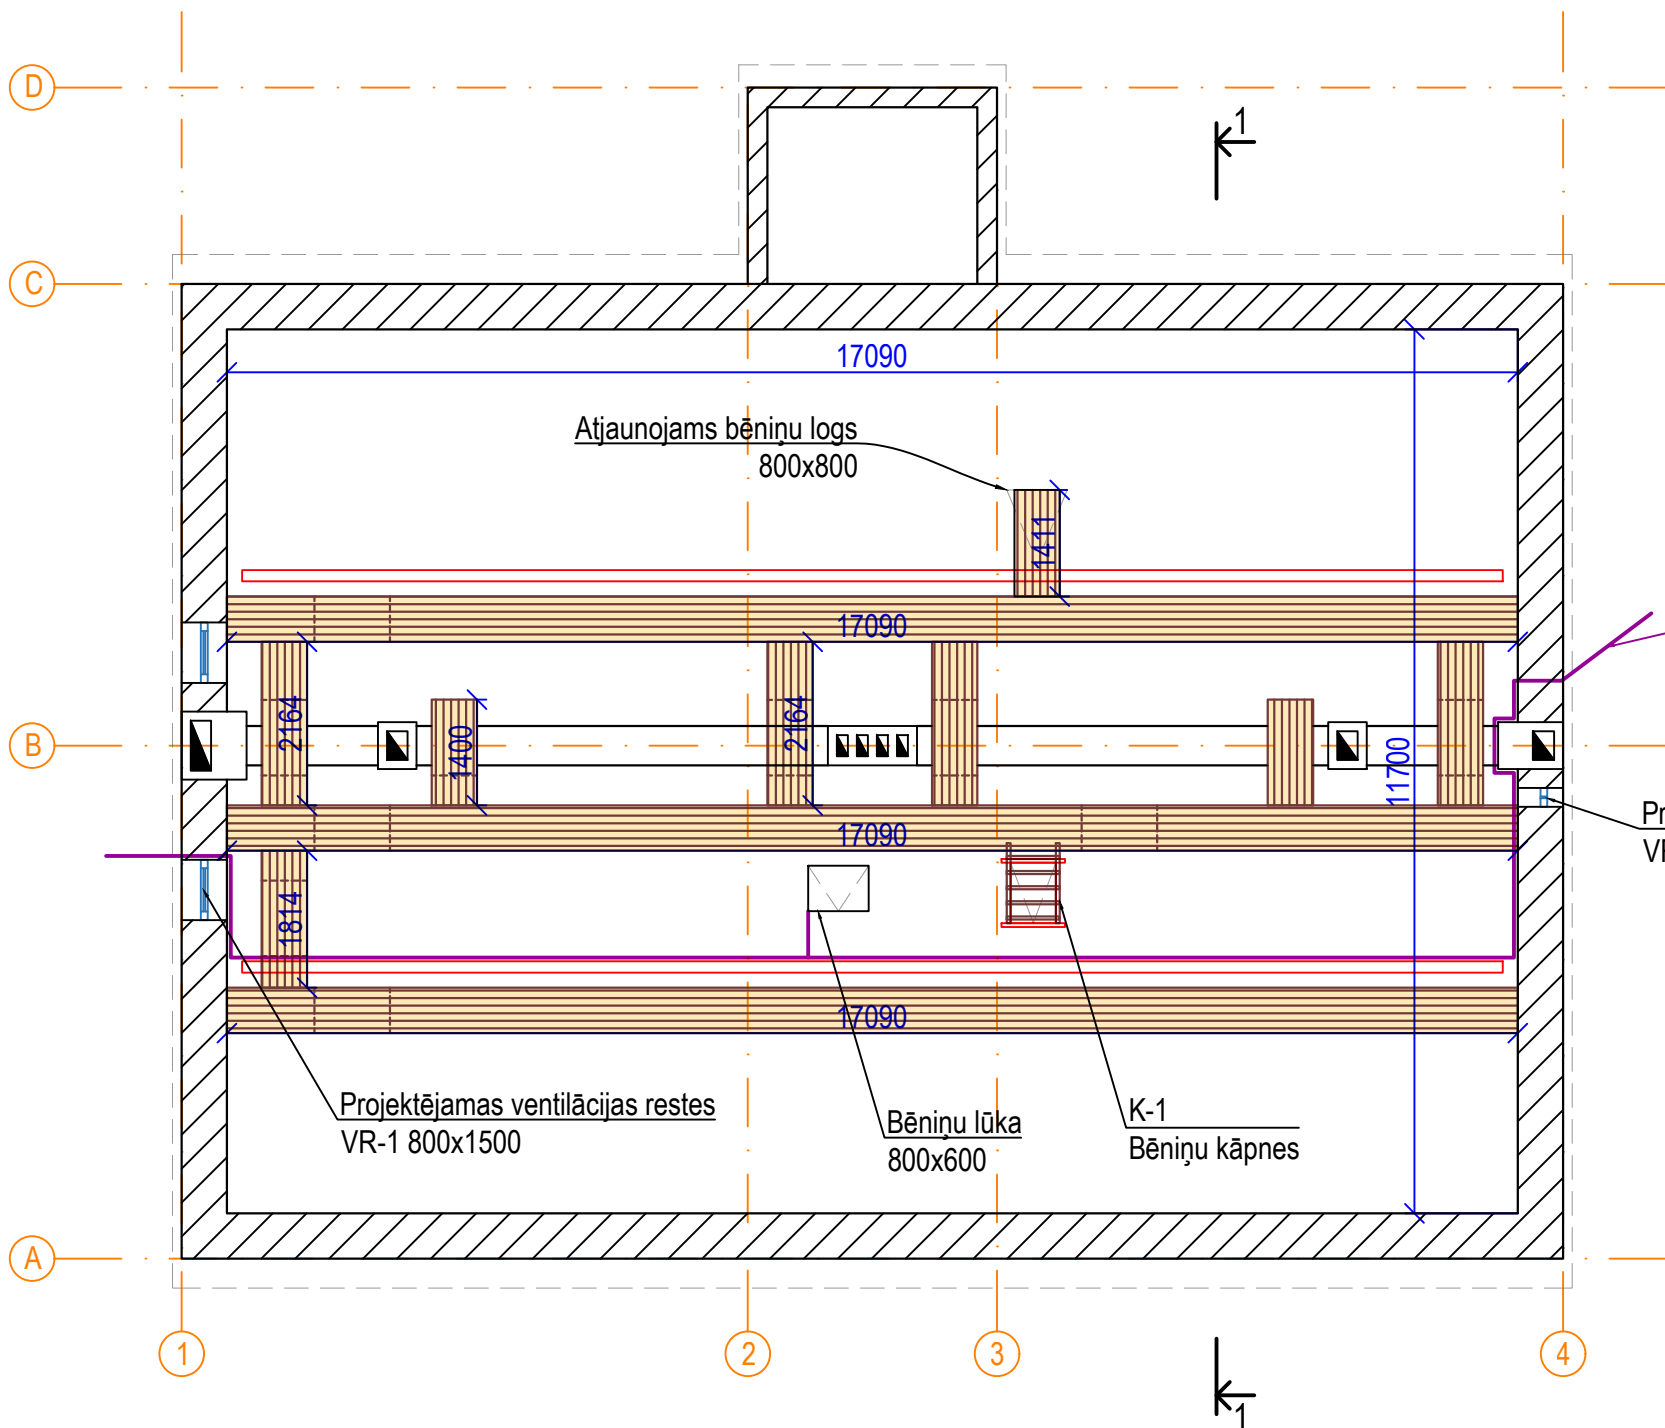 D
1
C
17090
Atjaunojams bēniņu logs
800x800
1411
17090
2164
1400
2164
B
11700
17090
Pr
1814
17090
Projektējamas ventilācijas restes
VR-1 800x1500
Bēniņu lūka
800x600
K-1
Bēniņu kāpnes
A
1
2
3
4
1